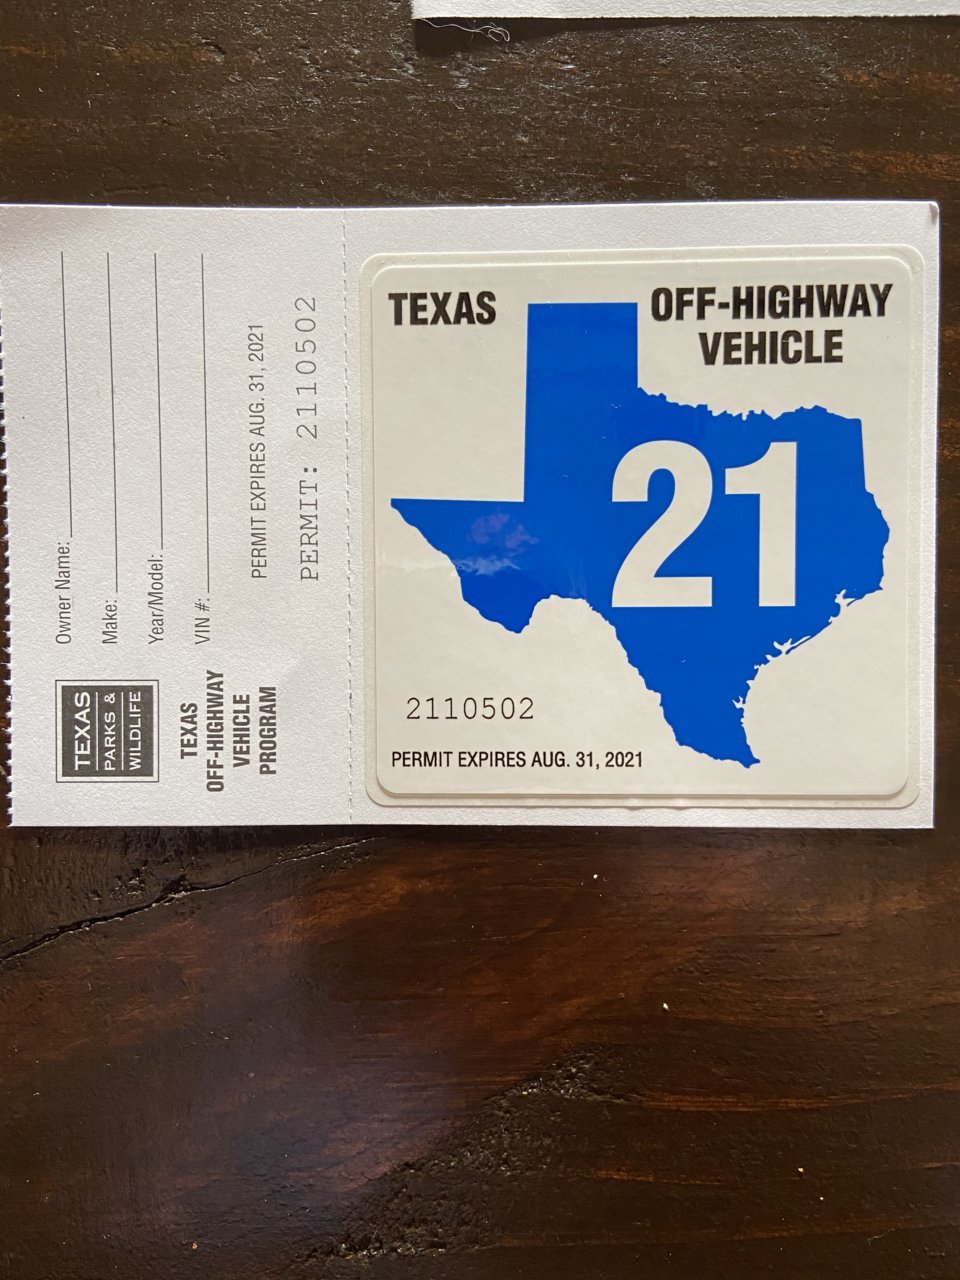 Owner Name:
Make:
Year/Model:
VIN #:
PERMIT EXPIRES AUG. 31, 2021
PERMIT: 2110502
TEXAS
PARKS &
WILDLIFE
TEXAS
OFF-HIGHWAY
VEHICLE
PROGRAM
TEXAS
OFF-HIGHWAY
VEHICLE
21
2110502
PERMIT EXPIRES AUG. 31, 2021